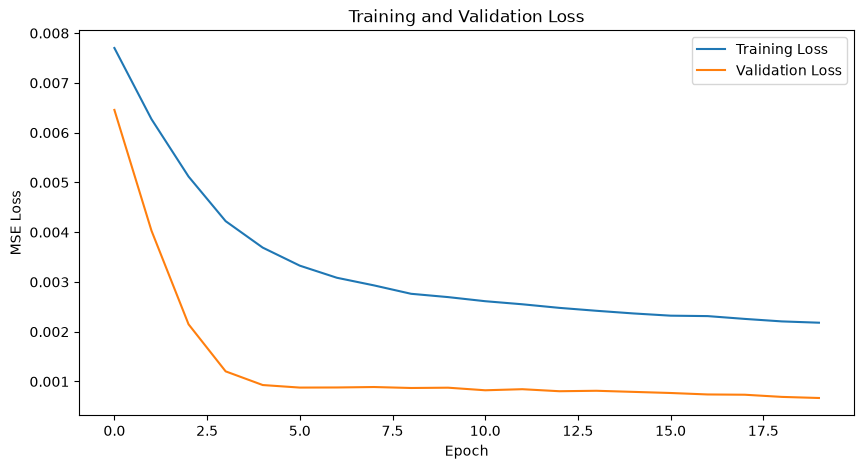 Training and Validation Loss
Training Loss
Validation Loss
MSE Loss
0.008
0.007
0.006
0.005
0.004
0.003
0.002
0.001
0.0 2.5 5.0 7.5 10.0 12.5 15.0 17.5
Epoch